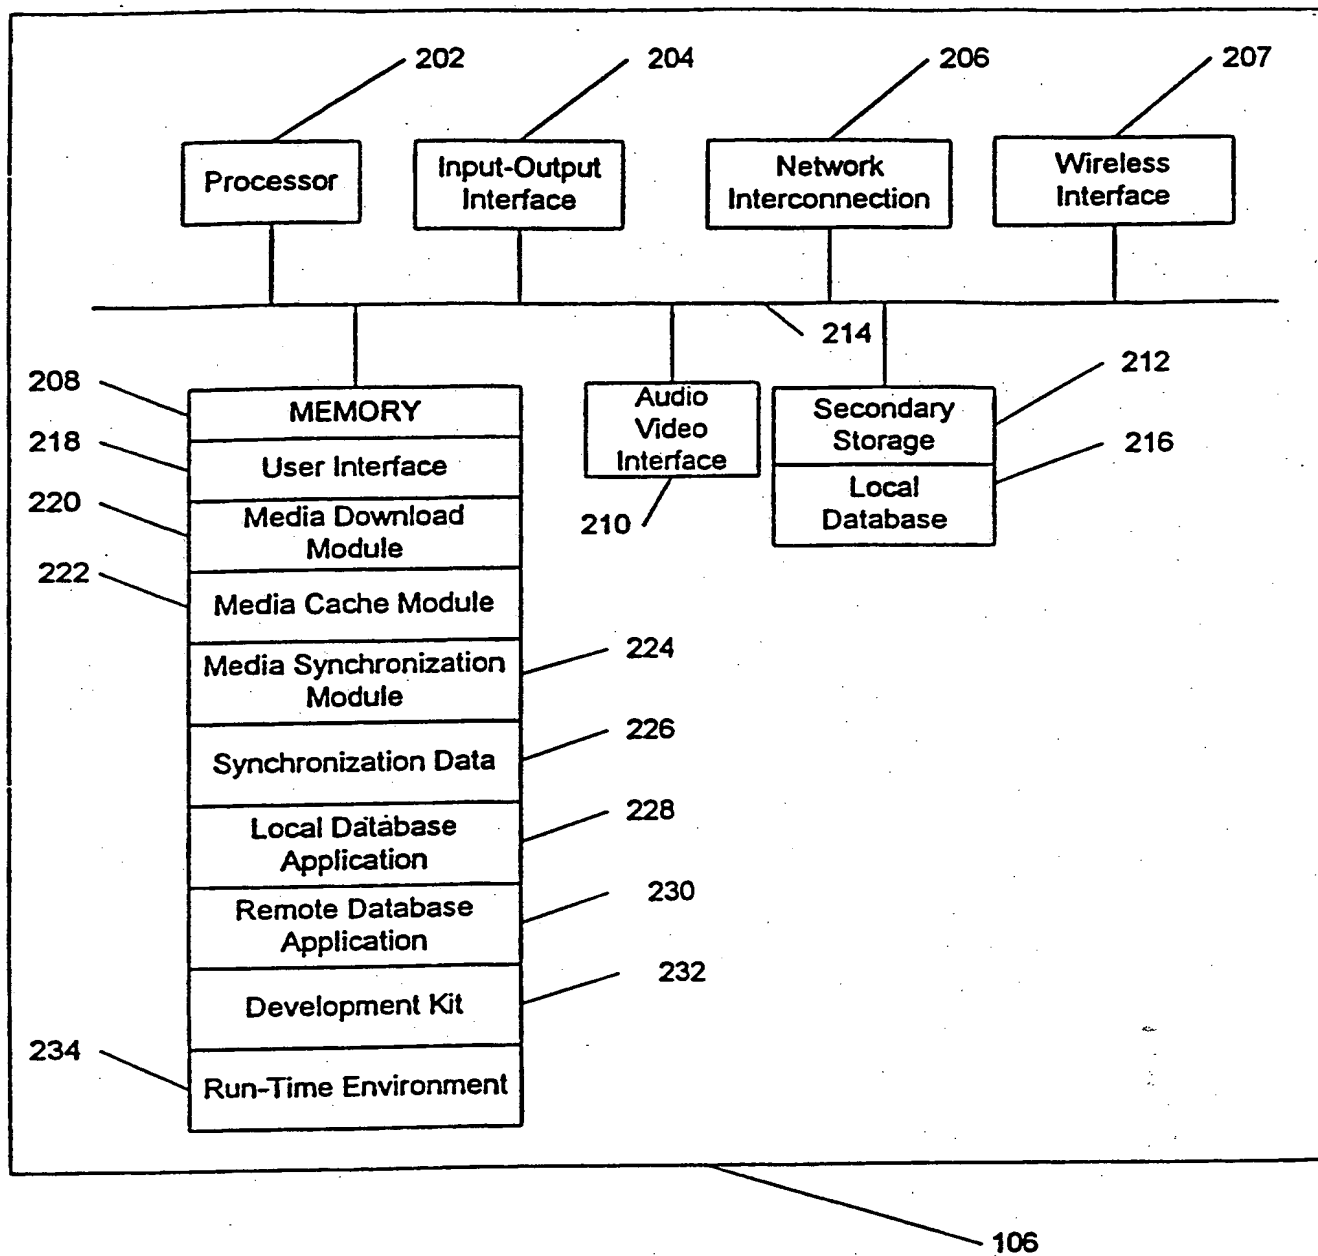 202
204
206
207
Processor
Input-Output
Interface
Network
Interconnection
Wireless
Interface
214
208
MEMORY
218
User Interface
220
Media Download
Module
222
Media Cache Module
Media Synchronization
Module
224
Synchronization Data
226
Local Database
Application
228
Remote Database
Application
230
Development Kit
232
234
Run-Time Environment
Audio
Video
Interface
210
Secondary
Storage
212
Local
Database
216
106